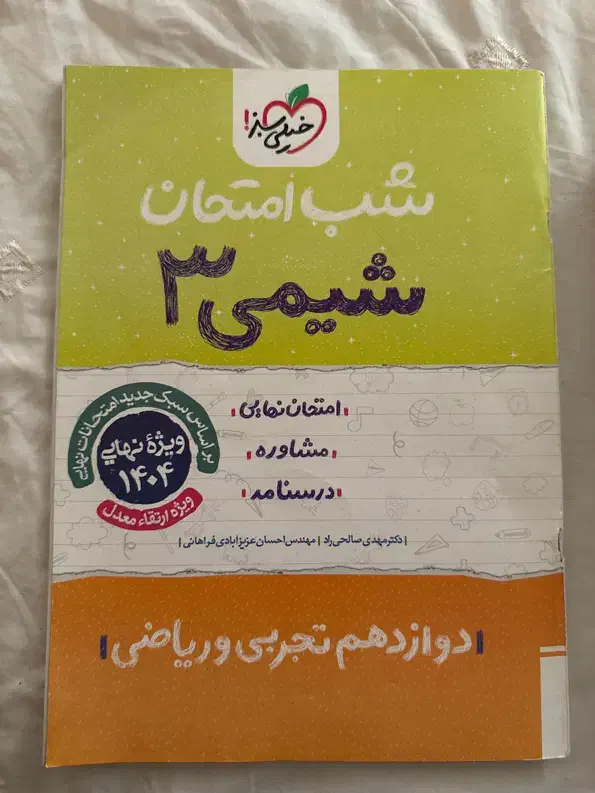 خیلی سبز!
شب امتحان
شیمی ۳
امتحان نهایی
مشاوره
درسنامه
بر اساس سبک جدید امتحانات نهایی
ویژهٔ نهایی
۱۴۰۴
ویژه ارتقاء معدل
| دکتر مهدی صالحی راد | مهندس احسان عزیزآبادی فراهانی |
دوازدهم تجربی و ریاضی